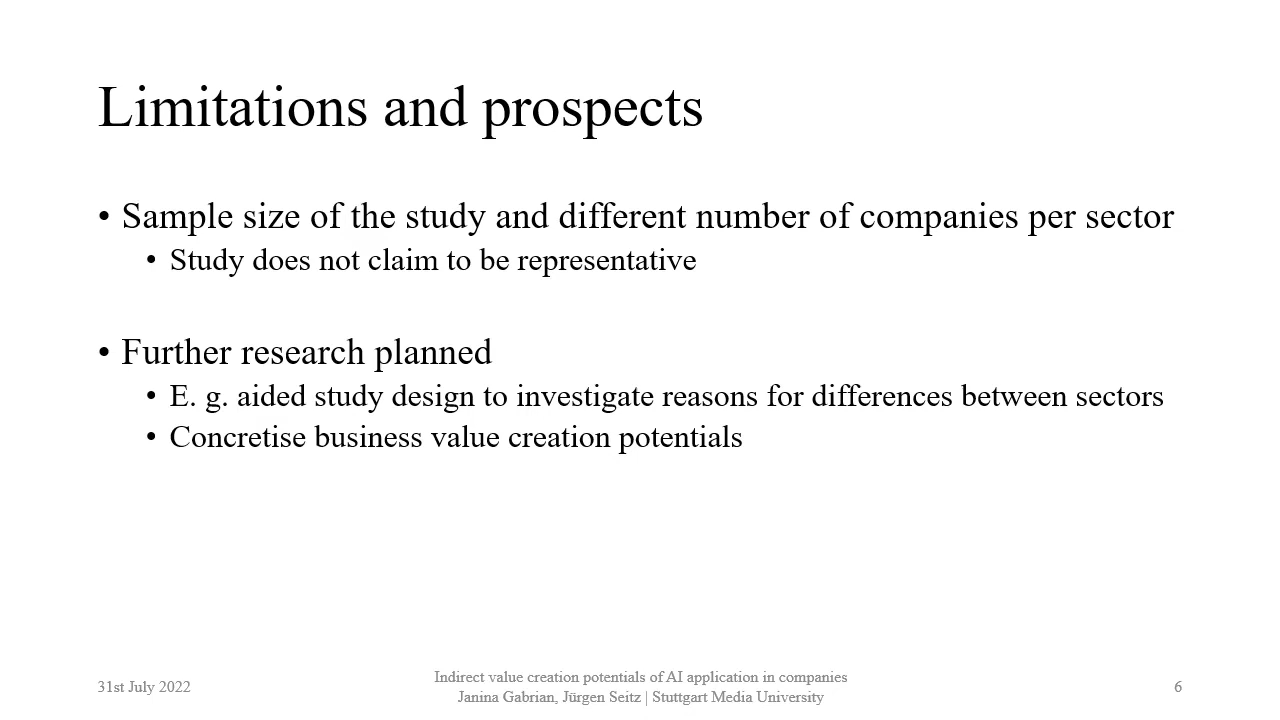 Limitations and prospects
• Sample size of the study and different number of companies per sector
• Study does not claim to be representative
• Further research planned
• E. g. aided study design to investigate reasons for differences between sectors
• Concretise business value creation potentials
31st July 2022
Indirect value creation potentials of AI application in companies
Janina Gabrian, Jürgen Seitz | Stuttgart Media University
6